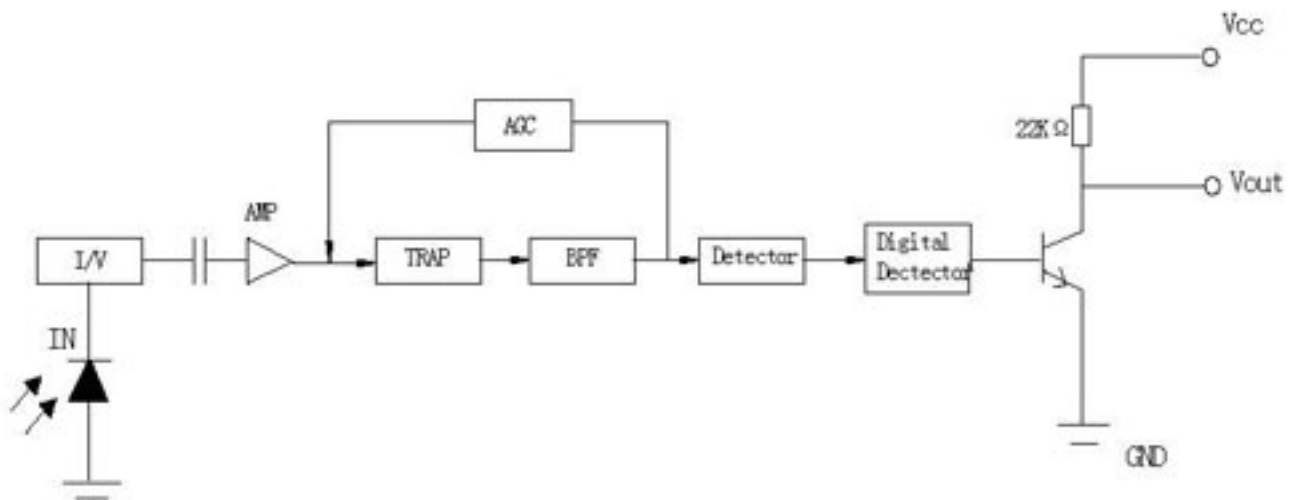 Vcc
AGC
22KΩ
Vout
AMP
I/V
TRAP
BPF
Detector
Digital
Dectector
IN
GND